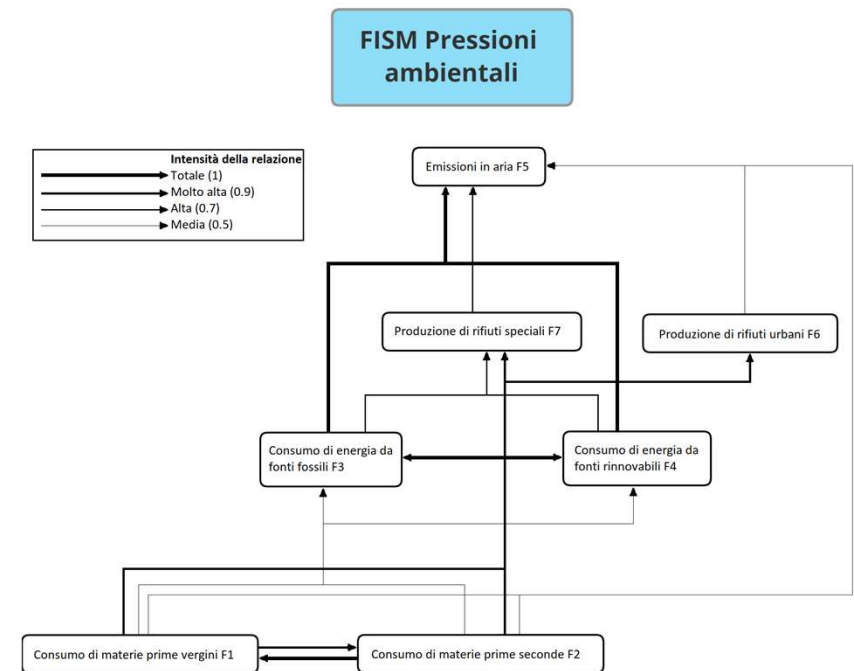 FISM Pressioni
ambientali
Intensità della relazione
Totale (1)
Molto alta (0.9)
Alta (0.7)
Media (0.5)
Emissioni in aria F5
Produzione di rifiuti speciali F7
Produzione di rifiuti urbani F6
Consumo di energia da
fonti fossili F3
Consumo di energia da
fonti rinnovabili F4
Consumo di materie prime vergini F1
Consumo di materie prime seconde F2